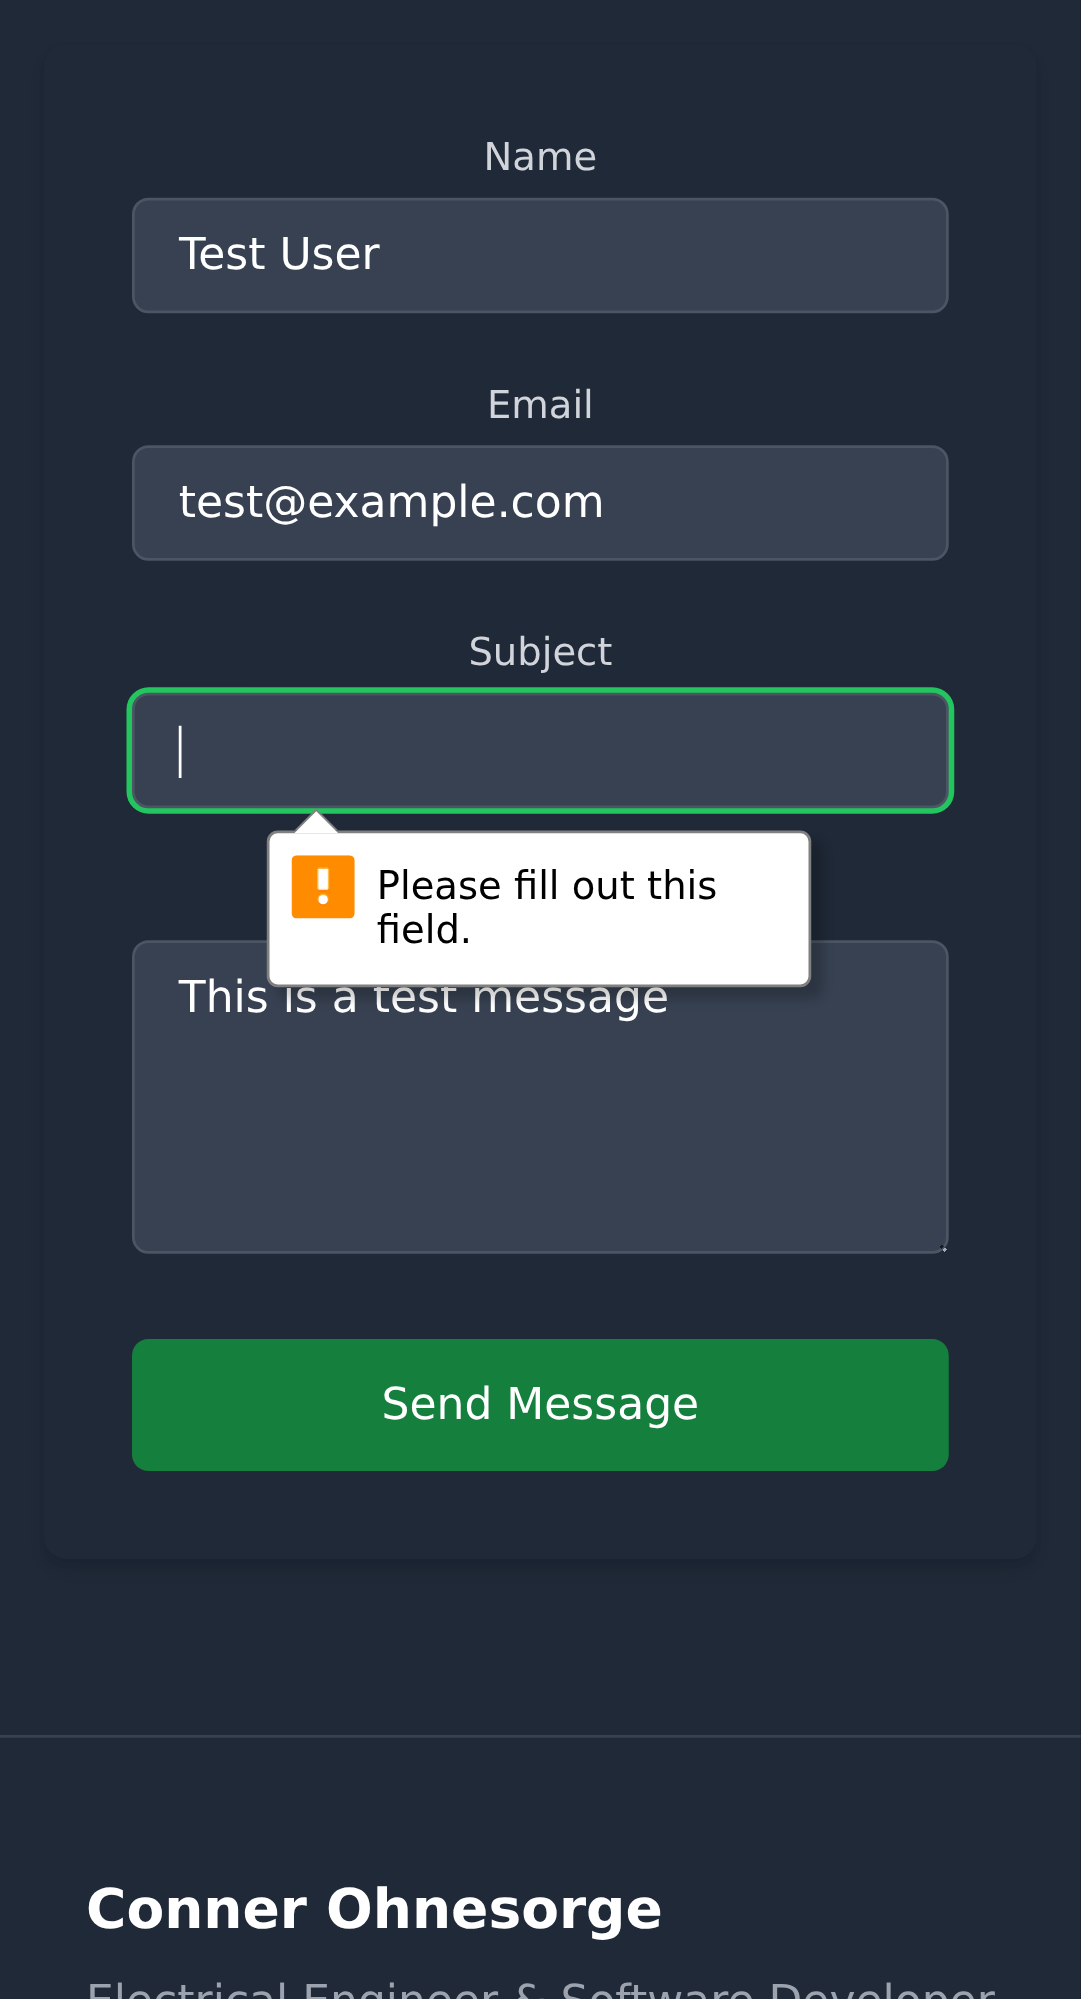 Name
Test User
Email
test@example.com
Subject
Please fill out this
field.
This is a test message
Send Message
Conner Ohnesorge
Electrical Engineer & Software Developer